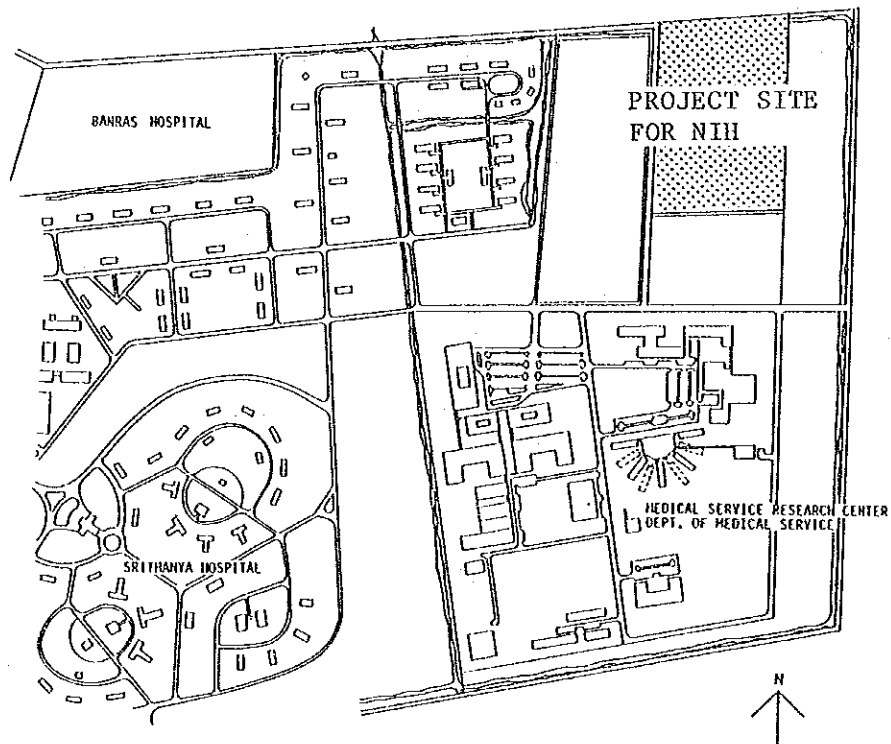 BANRAS HOSPITAL
PROJECT SITE
FOR NIH
MEDICAL SERVICE RESEARCH CENTER
DEPT. OF MEDICAL SERVICE
SRITHANYA HOSPITAL
N